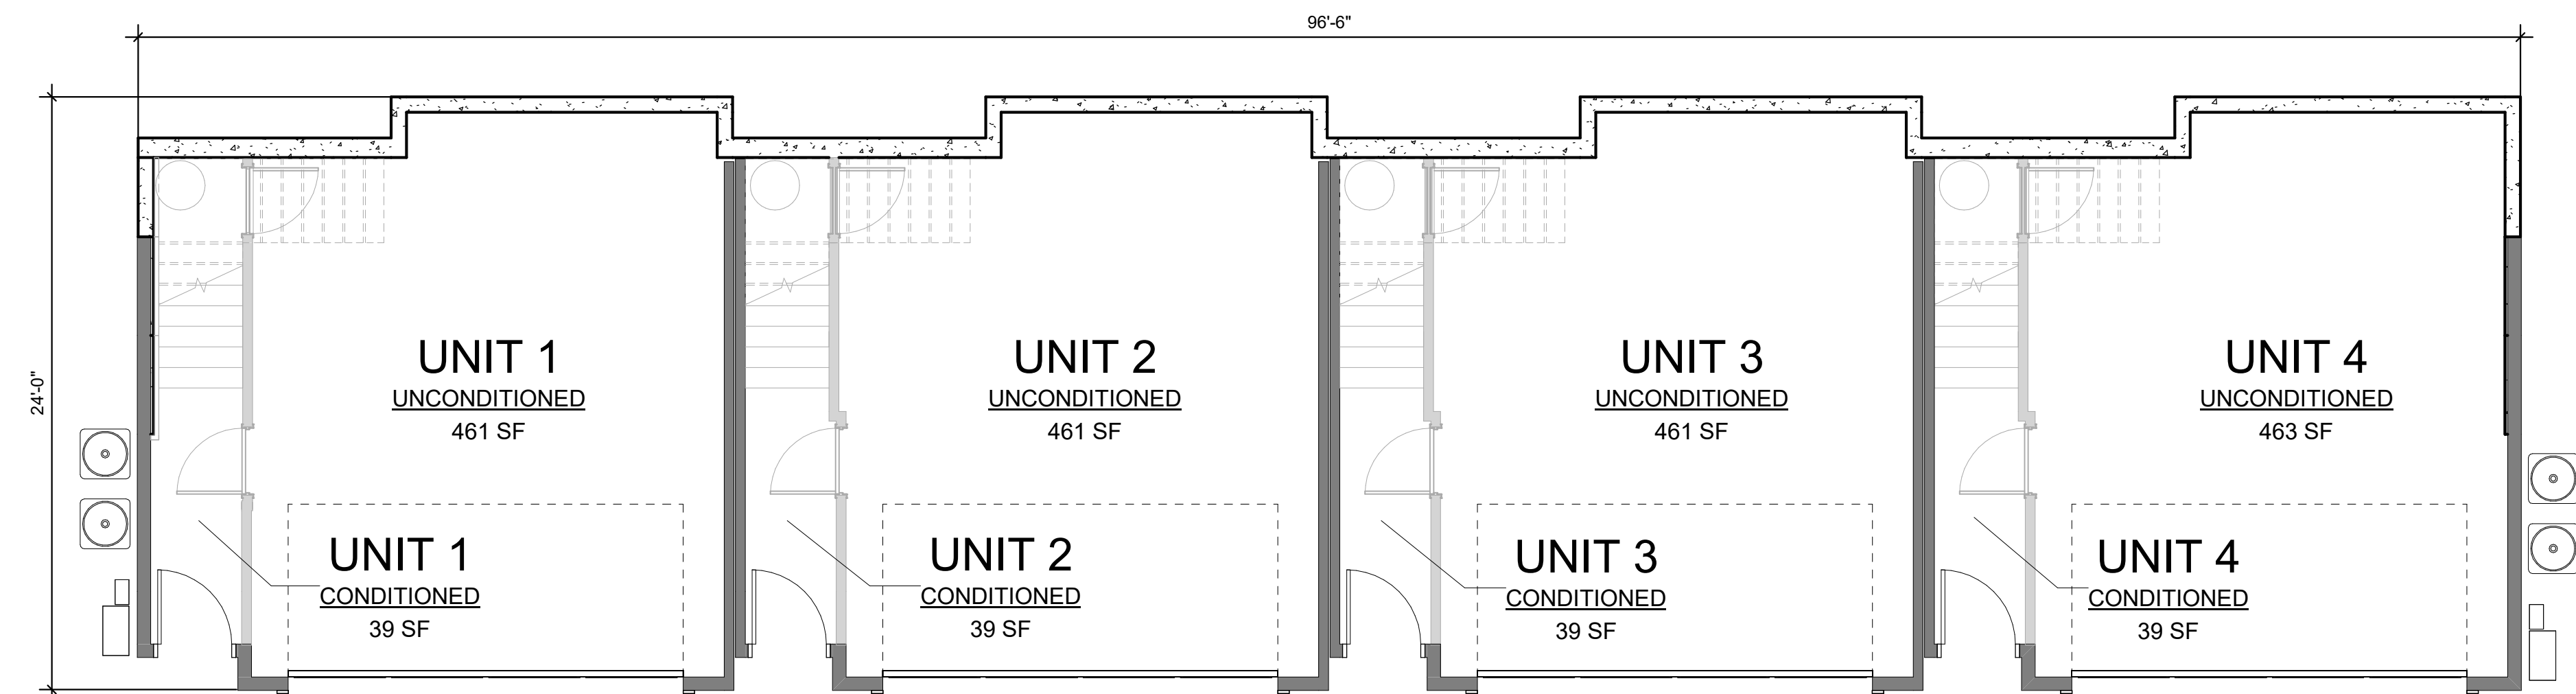 96'-6"
24'-0"
UNIT 1
UNCONDITIONED
461 SF
UNIT 2
UNCONDITIONED
461 SF
UNIT 3
UNCONDITIONED
461 SF
UNIT 4
UNCONDITIONED
463 SF
UNIT 1
CONDITIONED
39 SF
UNIT 2
CONDITIONED
39 SF
UNIT 3
CONDITIONED
39 SF
UNIT 4
CONDITIONED
39 SF